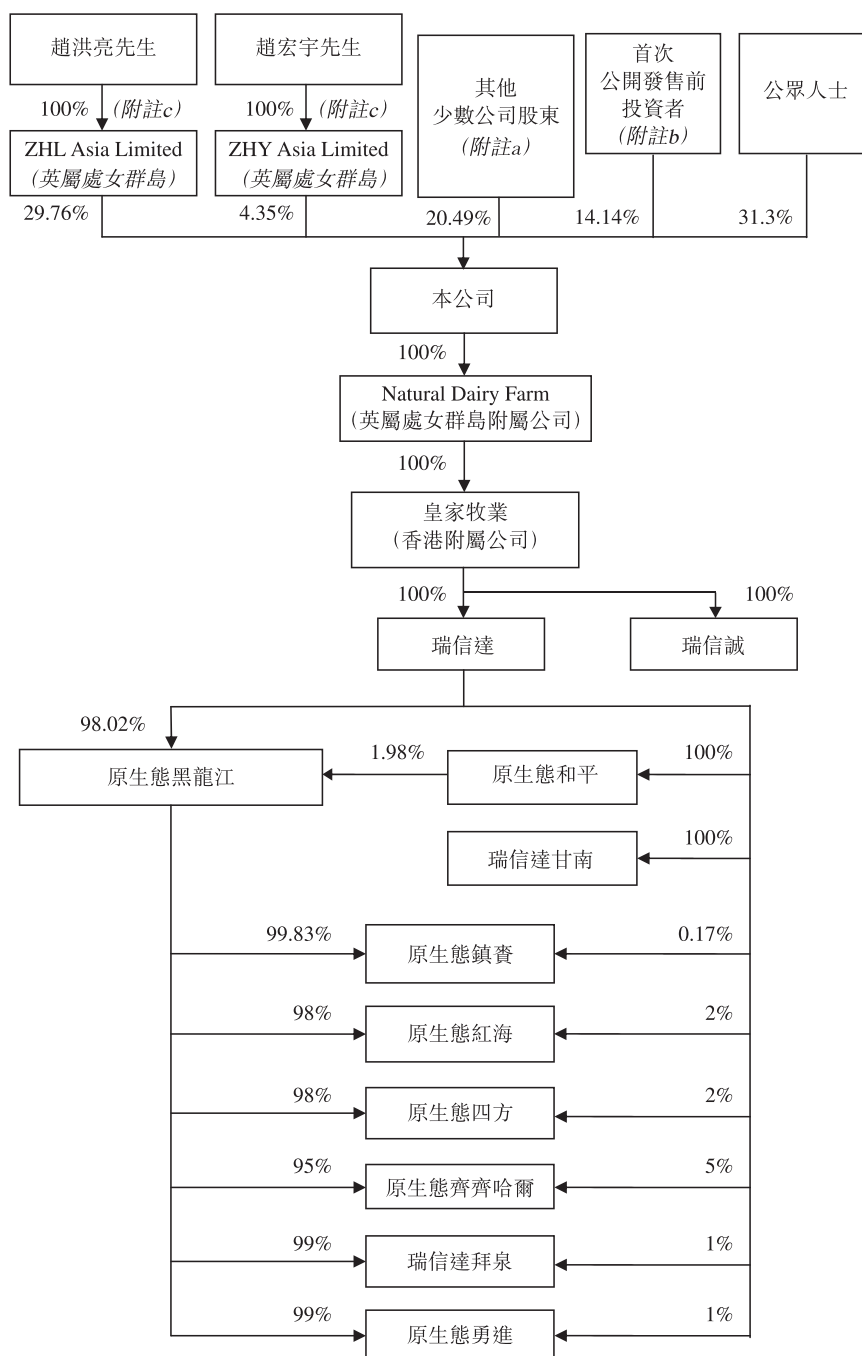 趙洪亮先生
趙宏宇先生
其他
少數公司股東
(附註a)
首次
公開發售前
投資者
(附註b)
公眾人士
100% (附註c)
100% (附註c)
ZHL Asia Limited
(英屬處女群島)
ZHY Asia Limited
(英屬處女群島)
29.76%
4.35%
20.49%
14.14%
31.3%
本公司
100%
Natural Dairy Farm
(英屬處女群島附屬公司)
100%
皇家牧業
(香港附屬公司)
100%
100%
瑞信達
瑞信誠
98.02%
原生態黑龍江
1.98%
原生態和平
100%
瑞信達甘南
100%
99.83%
原生態鎮賚
0.17%
98%
原生態紅海
2%
98%
原生態四方
2%
95%
原生態齊齊哈爾
5%
99%
瑞信達拜泉
1%
99%
原生態勇進
1%